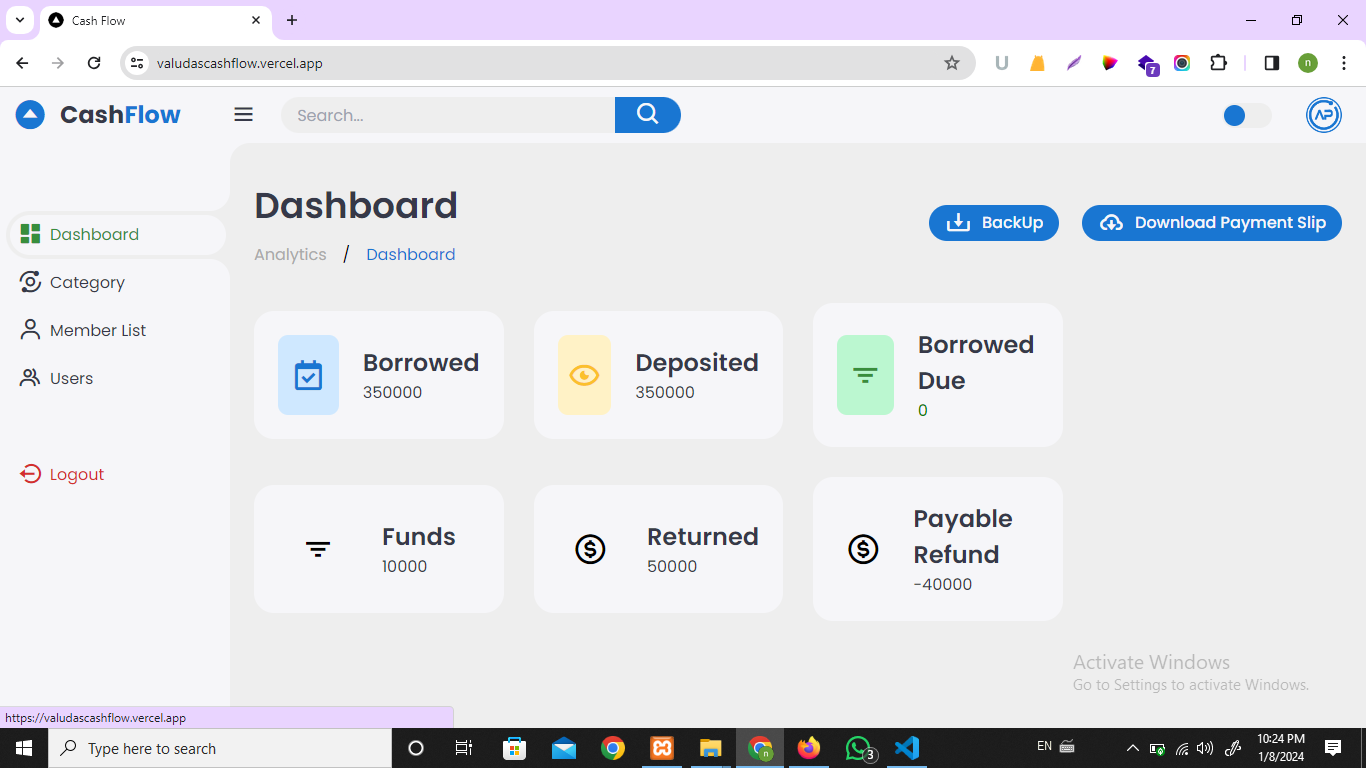 Cash Flow
valudascashflow.vercel.app
U
7
n
CashFlow
Search...
AP
Dashboard
Analytics / Dashboard
BackUp
Download Payment Slip
Dashboard
Category
Member List
Users
Logout
Borrowed
350000
Deposited
350000
Borrowed
Due
0
Funds
10000
Returned
50000
Payable
Refund
-40000
Activate Windows
Go to Settings to activate Windows.
https://valudascashflow.vercel.app
Type here to search
n
3
EN
10:24 PM
1/8/2024